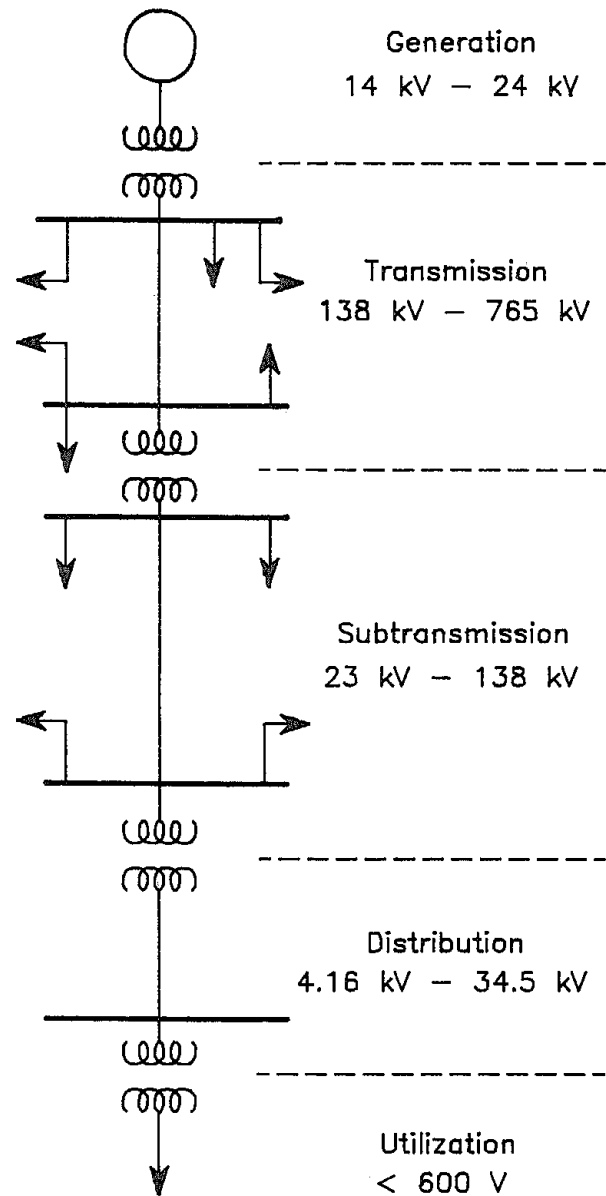 Generation
14 kV – 24 kV
Transmission
138 kV – 765 kV
Subtransmission
23 kV – 138 kV
Distribution
4.16 kV – 34.5 kV
Utilization
< 600 V